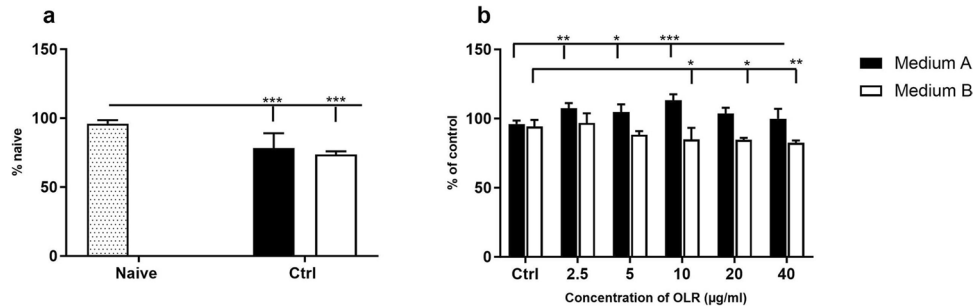 a
150
100
50
0
% naive
*** ***
Naive Ctrl
b
150
100
50
0
% of control
** * ***
* * **
Ctrl 2.5 5 10 20 40
Concentration of OLR (µg/ml)
Medium A
Medium B